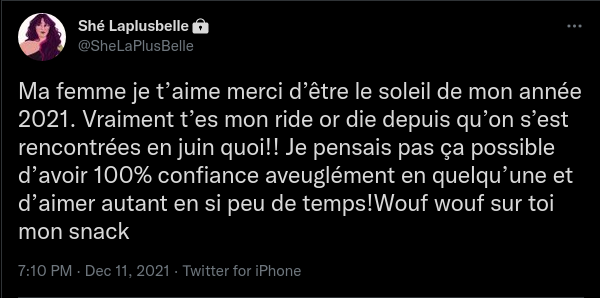 Shé Laplusbelle
@SheLaPlusBelle
Ma femme je t’aime merci d’être le soleil de mon année
2021. Vraiment t’es mon ride or die depuis qu’on s’est
rencontrées en juin quoi!! Je pensais pas ça possible
d’avoir 100% confiance aveuglément en quelqu’une et
d’aimer autant en si peu de temps!Wouf wouf sur toi
mon snack
7:10 PM · Dec 11, 2021 · Twitter for iPhone